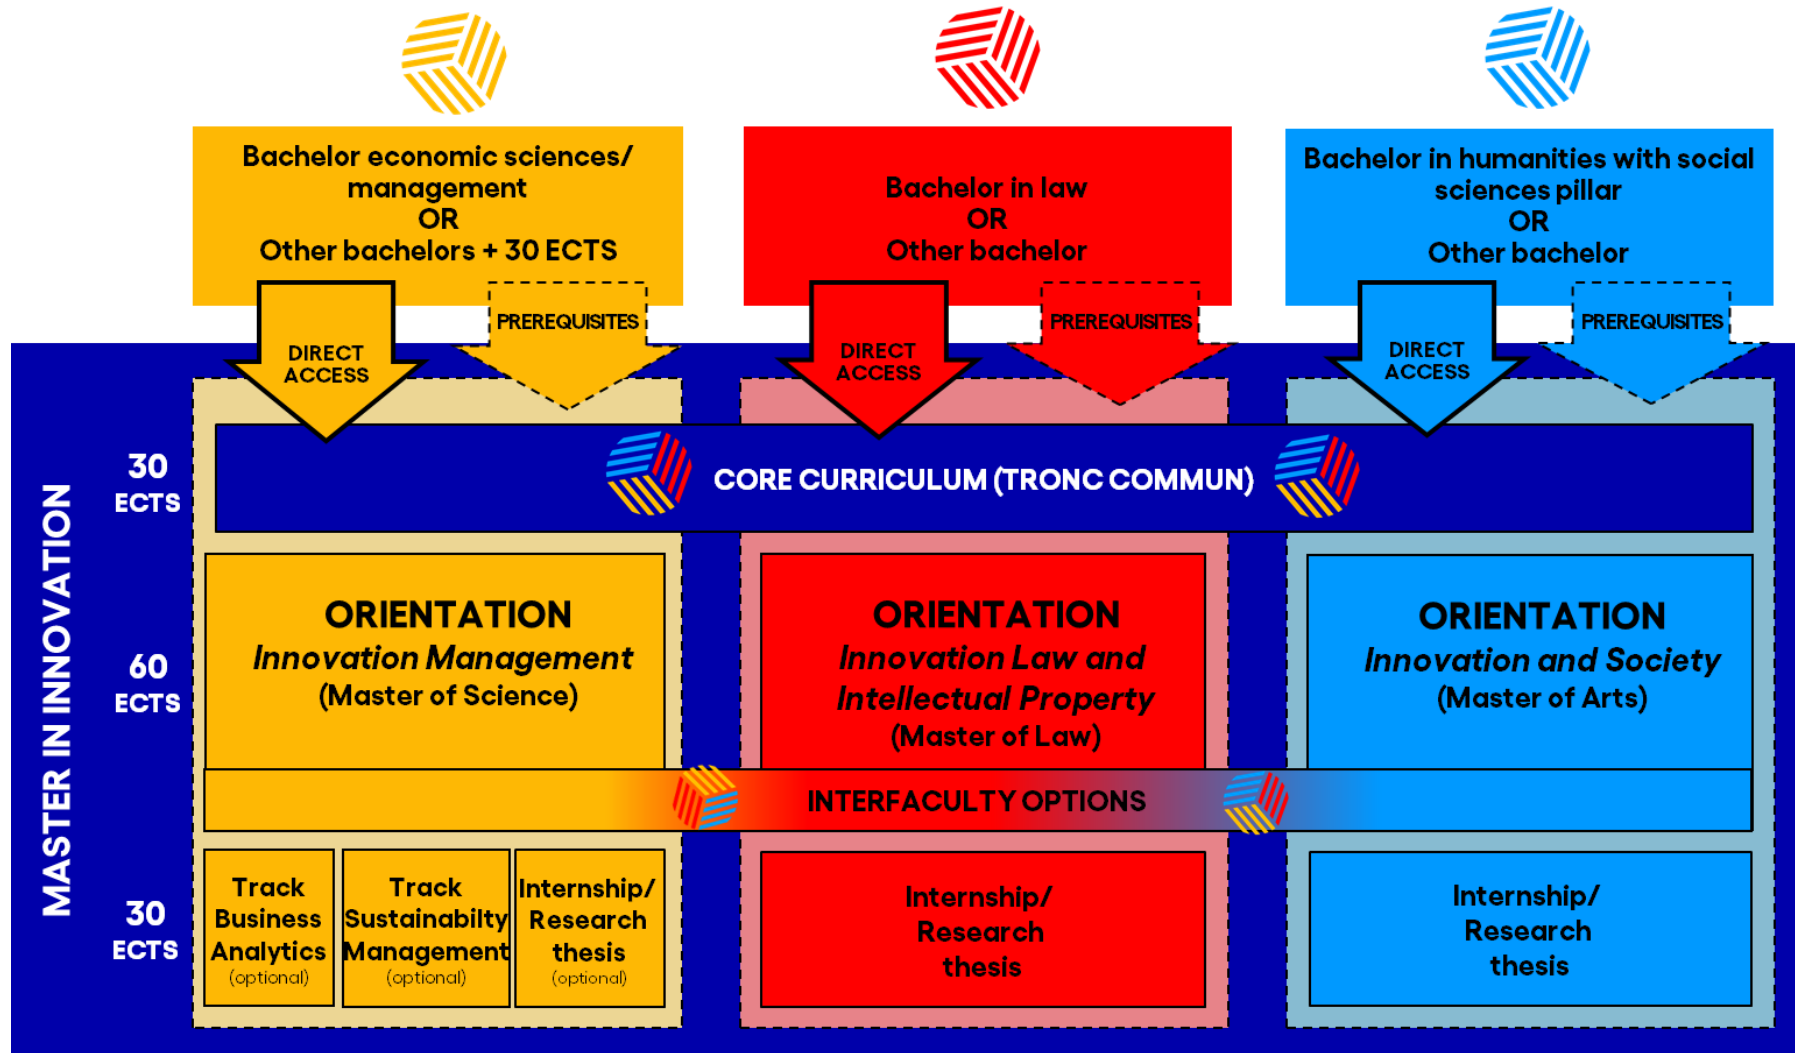 Bachelor economic sciences/
management
OR
Other bachelors + 30 ECTS
Bachelor in law
OR
Other bachelor
Bachelor in humanities with social
sciences pillar
OR
Other bachelor
DIRECT
ACCESS
PREREQUISITES
DIRECT
ACCESS
PREREQUISITES
DIRECT
ACCESS
PREREQUISITES
MASTER IN INNOVATION
30
ECTS
CORE CURRICULUM (TRONC COMMUN)
60
ECTS
ORIENTATION
Innovation Management
(Master of Science)
ORIENTATION
Innovation Law and
Intellectual Property
(Master of Law)
ORIENTATION
Innovation and Society
(Master of Arts)
INTERFACULTY OPTIONS
30
ECTS
Track
Business
Analytics
(optional)
Track
Sustainabilty
Management
(optional)
Internship/
Research
thesis
(optional)
Internship/
Research
thesis
Internship/
Research
thesis